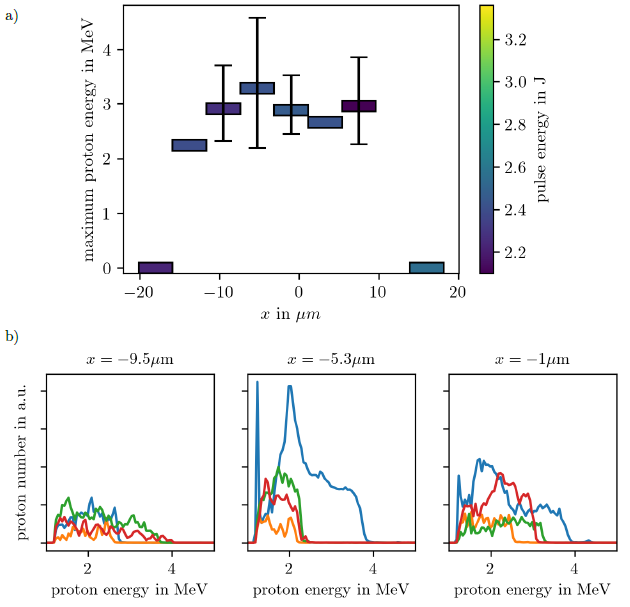 a)
maximum proton energy in MeV
4
3
2
1
0
−20
−10
0
10
20
x in μm
3.2
3.0
2.8
2.6
2.4
2.2
pulse energy in J
b)
x = −9.5μm
x = −5.3μm
x = −1μm
proton number in a.u.
2
4
2
4
2
4
proton energy in MeV
proton energy in MeV
proton energy in MeV